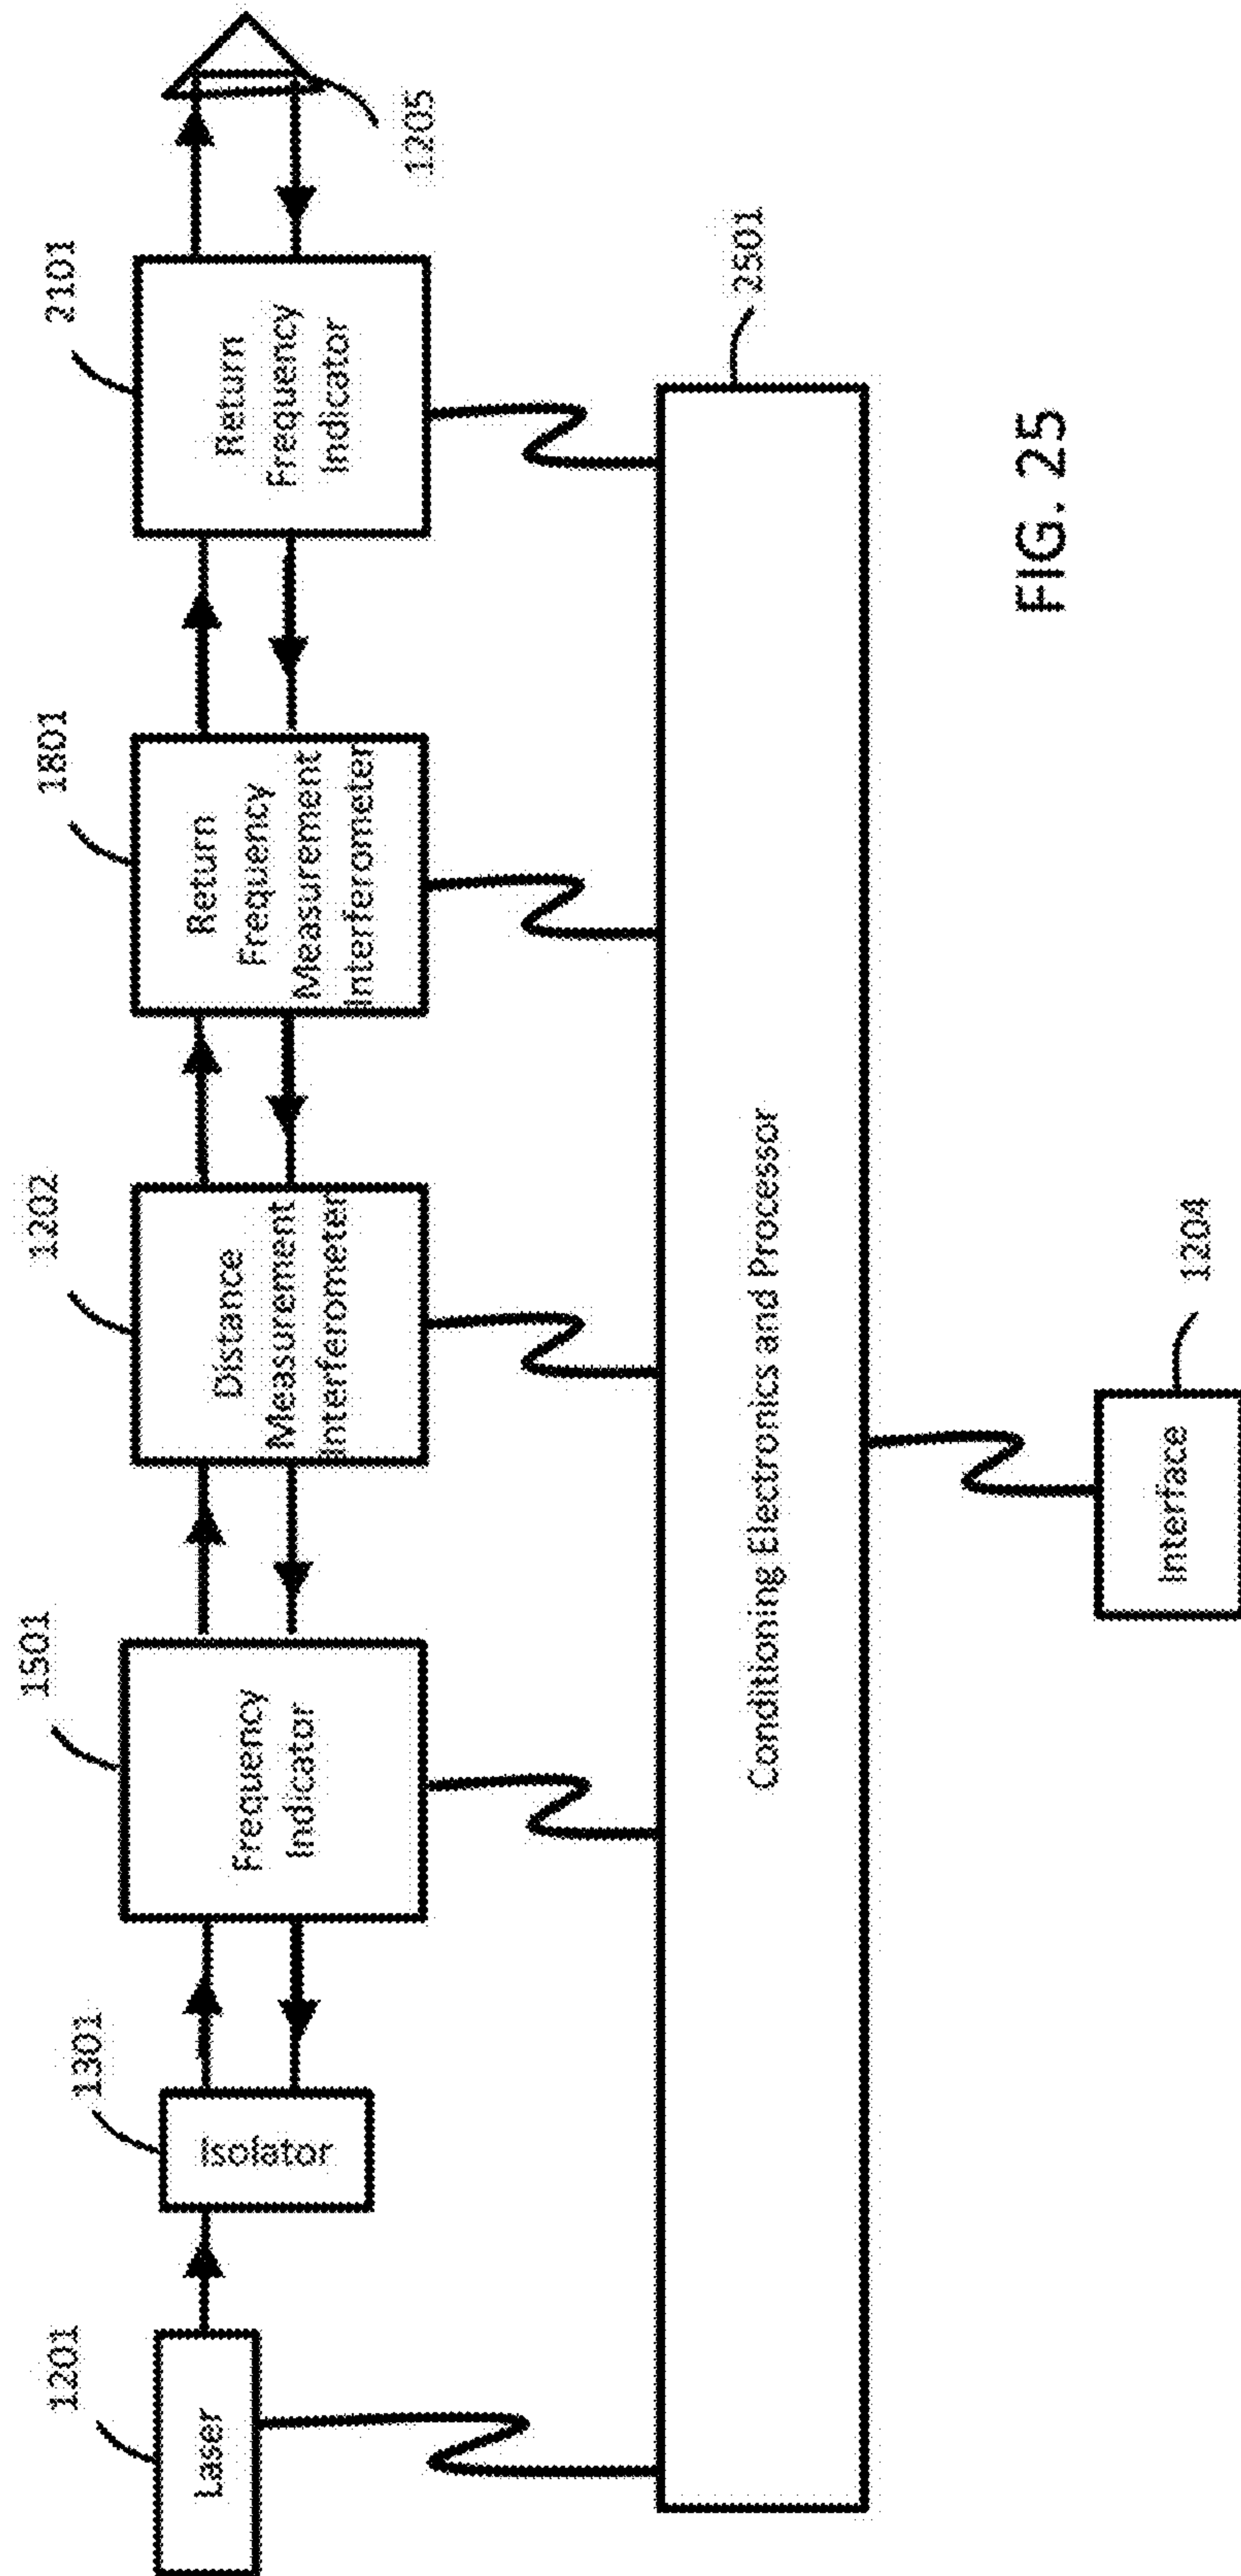 1201
1301
1501
1202
1801
2101
Laser
Isolator
Frequency
Indicator
Distance
Measurement
Interferometer
Return
Frequency
Measurement
Interferometer
Return
Frequency
Indicator
1205
2501
Conditioning Electronics and Processor
Interface
1204
FIG. 25